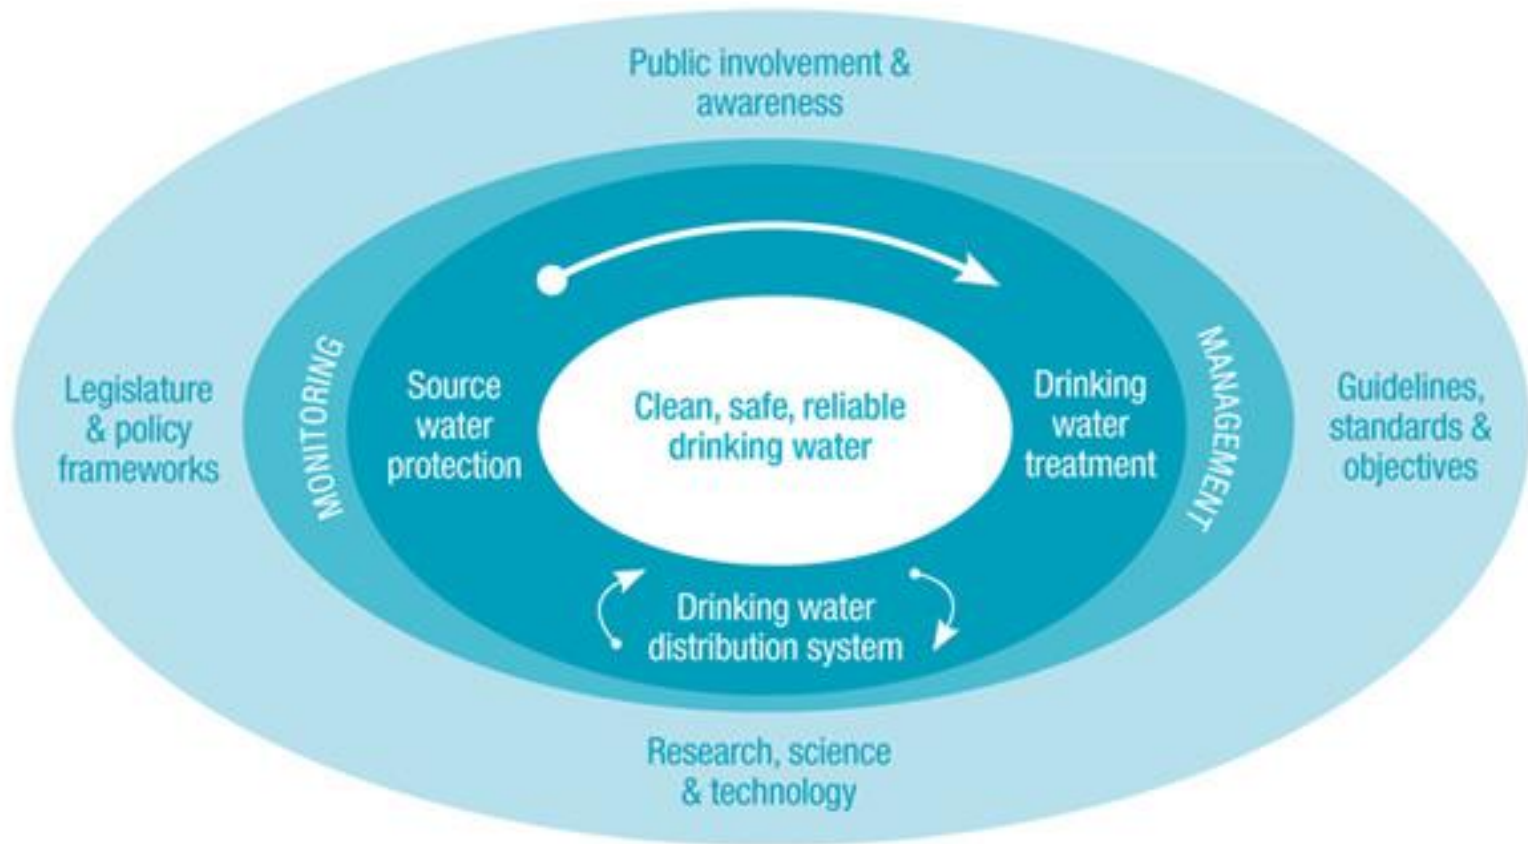 Public involvement &
awareness
Legislature
& policy
frameworks
MONITORING
Source
water
protection
Clean, safe, reliable
drinking water
Drinking
water
treatment
MANAGEMENT
Guidelines,
standards &
objectives
Drinking water
distribution system
Research, science
& technology